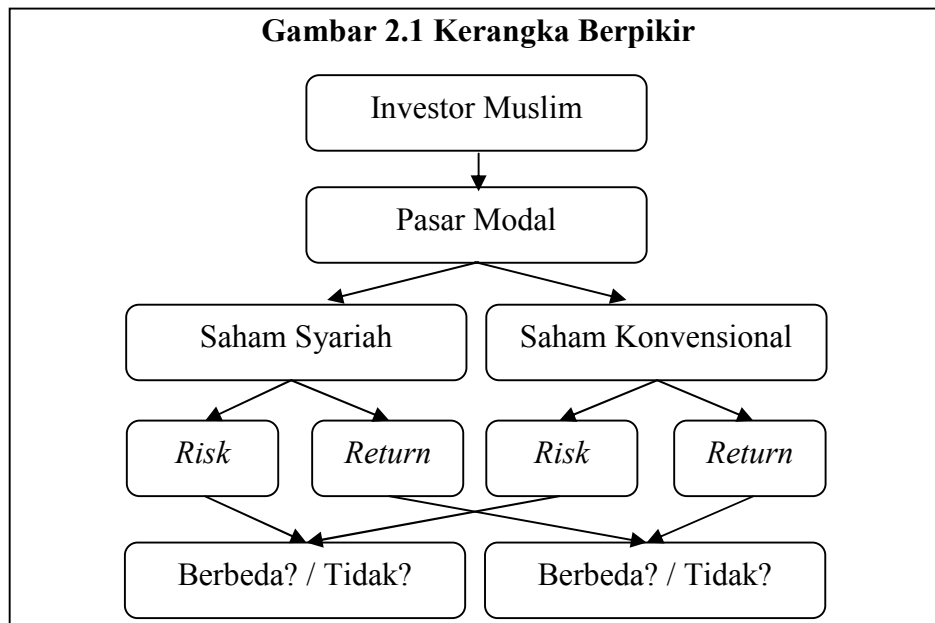 Gambar 2.1 Kerangka Berpikir
Investor Muslim
Pasar Modal
Saham Syariah
Saham Konvensional
Risk
Return
Risk
Return
Berbeda? / Tidak?
Berbeda? / Tidak?